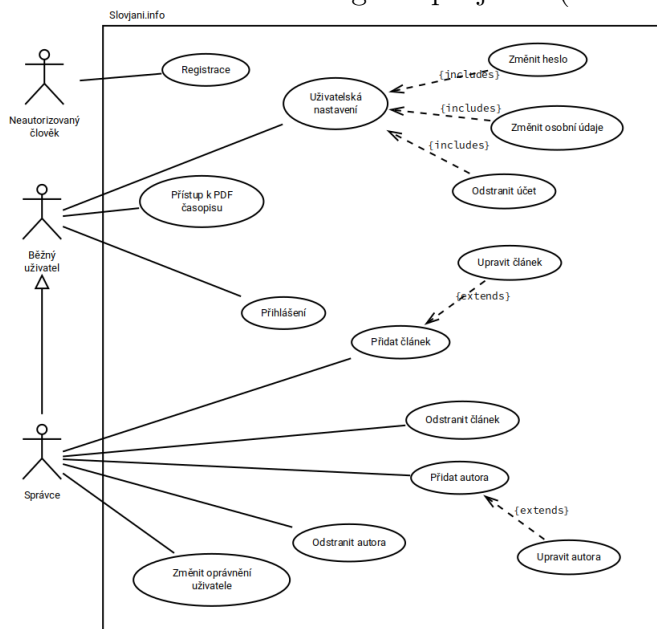 Slovjani.info
Registrace
Změnit heslo
{includes}
Uživatelská
nastavení
{includes}
Změnit osobní údaje
Neautorizovaný
člověk
{includes}
Odstranit účet
Přístup k PDF
časopisu
Běžný
uživatel
Upravit článek
{extends}
Přihlášení
Přidat článek
Odstranit článek
Přidat autora
Správce
{extends}
Odstranit autora
Upravit autora
Změnit oprávnění
uživatele